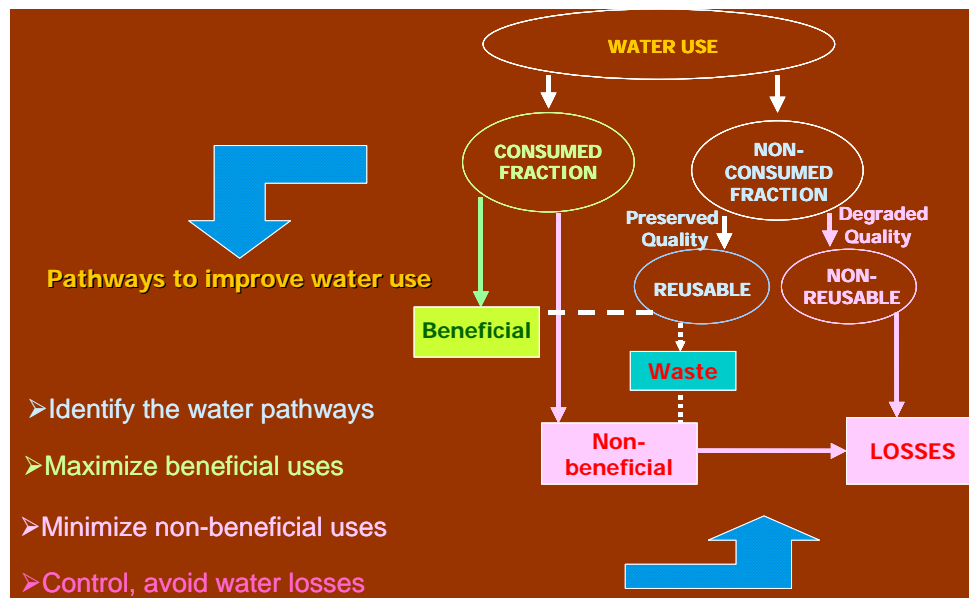 WATER USE
CONSUMED
FRACTION
NON-
CONSUMED
FRACTION
Preserved
Quality
Degraded
Quality
Pathways to improve water use
REUSABLE
NON-
REUSABLE
Beneficial
Waste
➢Identify the water pathways
Non-
beneficial
LOSSES
➢Maximize beneficial uses
➢Minimize non-beneficial uses
➢Control, avoid water losses